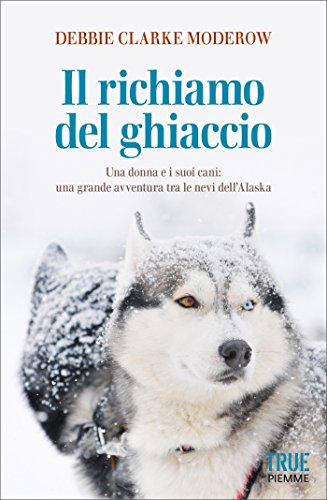 DEBBIE CLARKE MODEROW
Il richiamo
del ghiaccio
Una donna e i suoi cani:
una grande avventura tra le nevi dell'Alaska
TRUE
PIEMME